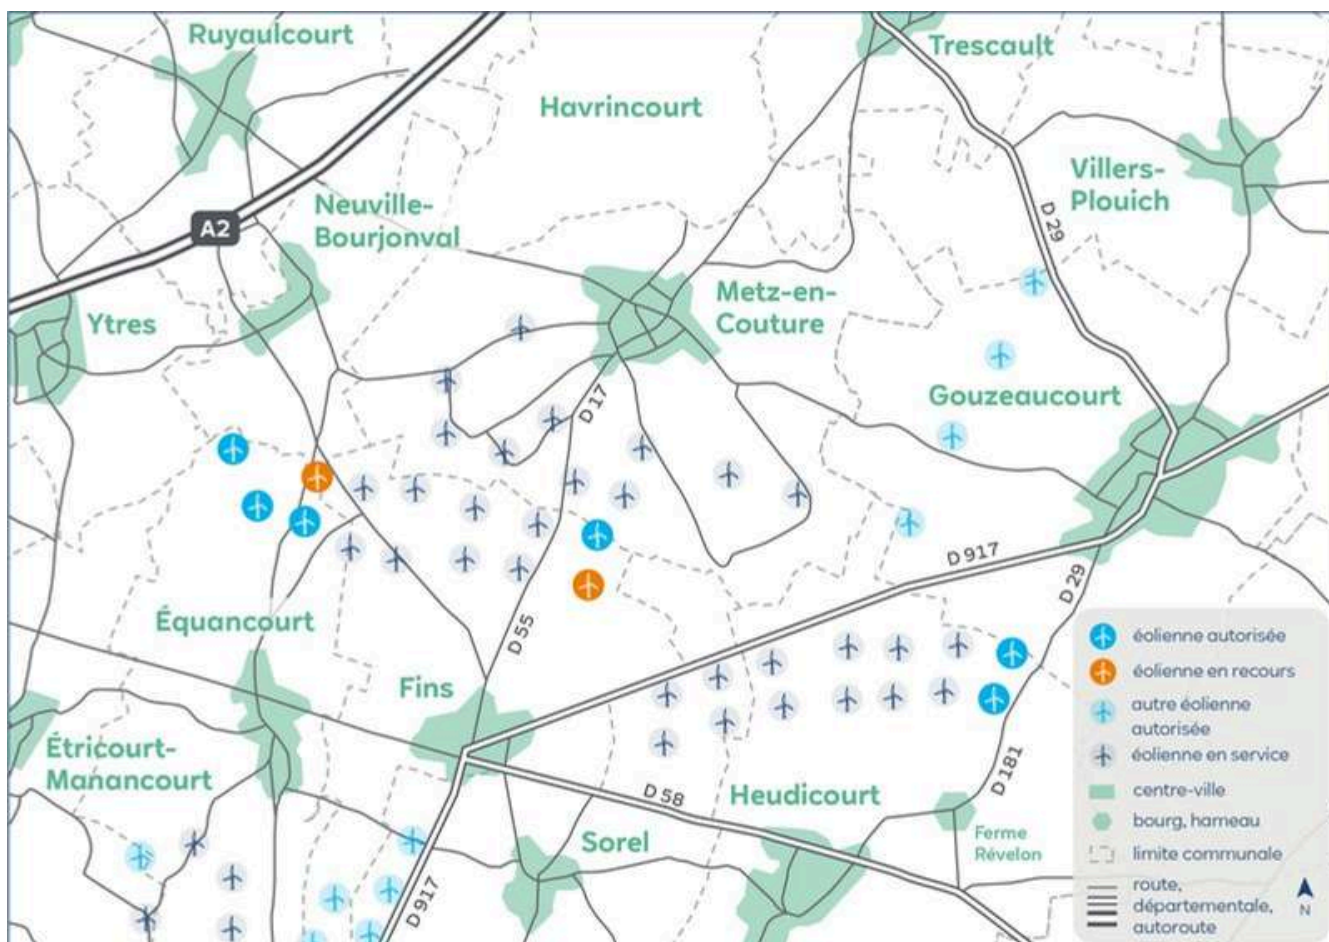 Ruyaulcourt
Trescault
Havrincourt
Villers-
Plouich
Neuville-
Bourjonval
A2
D 29
Ytres
Metz-en-
Couture
D 17
Gouzeaucourt
D 917
D 29
D 55
Équancourt
Fins
Étricourt-
Manancourt
D 58
Heudicourt
D 181
Sorel
Ferme
Révelon
D 917
éolienne autorisée
éolienne en recours
autre éolienne
autorisée
éolienne en service
centre-ville
bourg, hameau
limite communale
route,
départementale,
autoroute
N